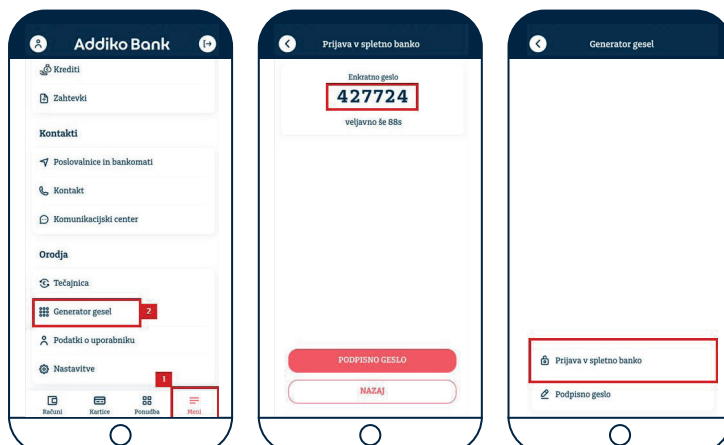 Addiko Bank
Krediti
Zahtevki
Kontakti
Poslovalnice in bankomati
Kontakt
Komunikacijski center
Orodja
Tečajnica
Generator gesel
2
Podatki o uporabniku
Nastavitve
1
Računi
Kartice
Ponudba
Meni
Prijava v spletno banko
Enkratno geslo
427724
veljavno še 88s
PODPISNO GESLO
NAZAJ
Generator gesel
Prijava v spletno banko
Podpisno geslo